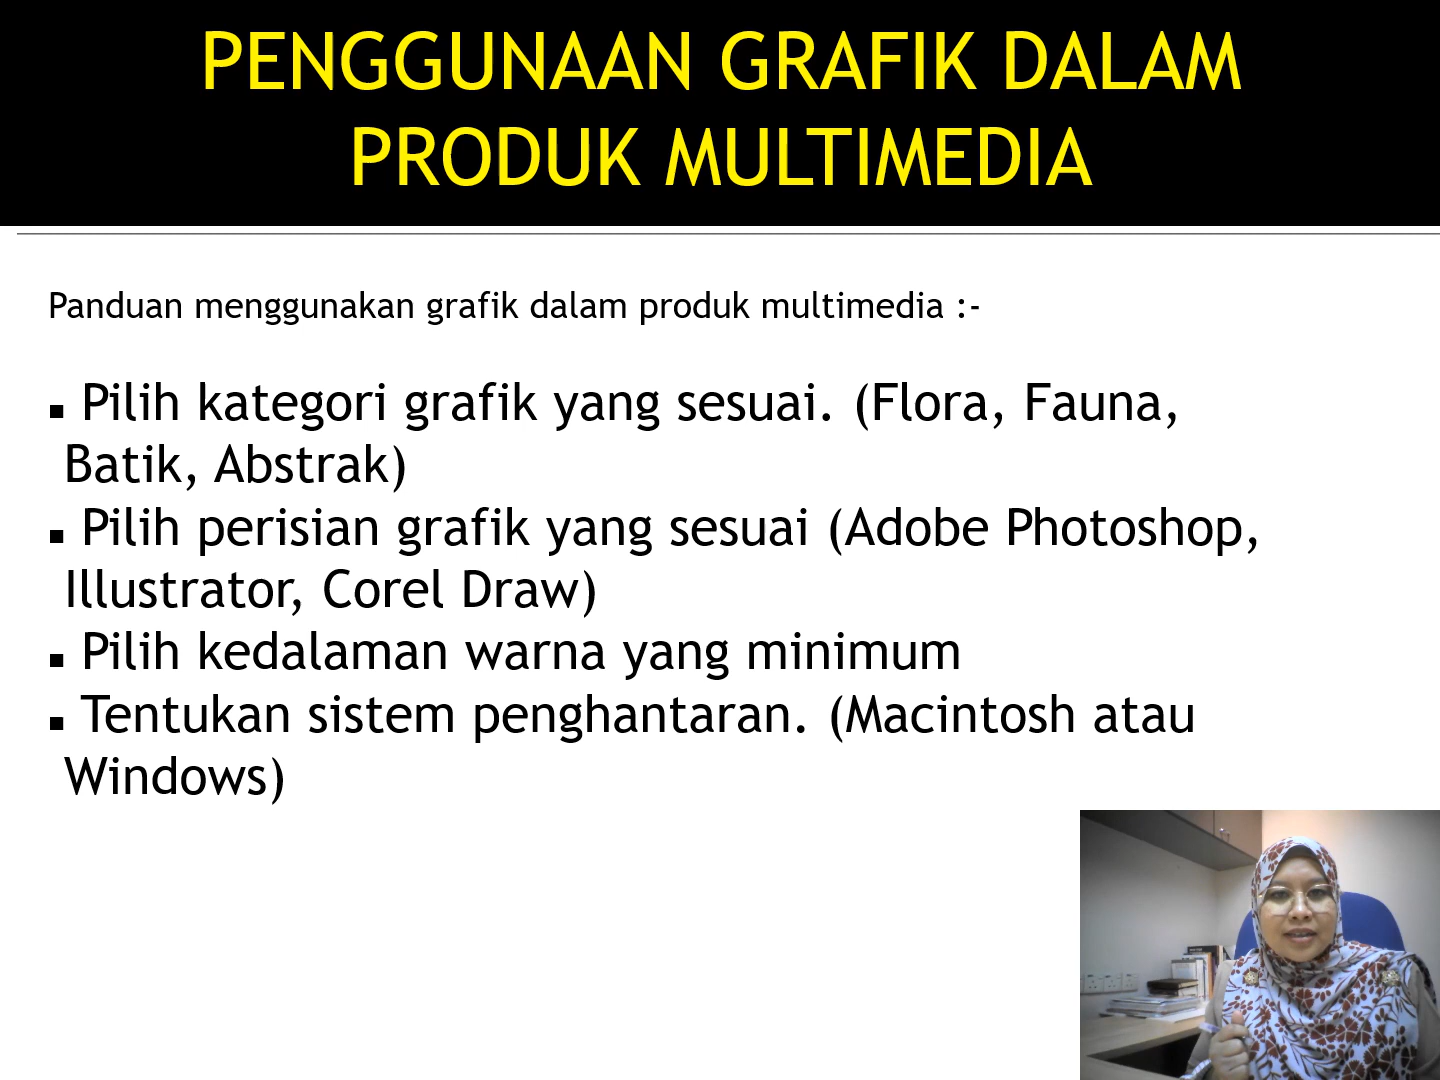 PENGGUNAAN GRAFIK DALAM
PRODUK MULTIMEDIA
Panduan menggunakan grafik dalam produk multimedia :-
▪ Pilih kategori grafik yang sesuai. (Flora, Fauna,
Batik, Abstrak)
▪ Pilih perisian grafik yang sesuai (Adobe Photoshop,
Illustrator, Corel Draw)
▪ Pilih kedalaman warna yang minimum
▪ Tentukan sistem penghantaran. (Macintosh atau
Windows)